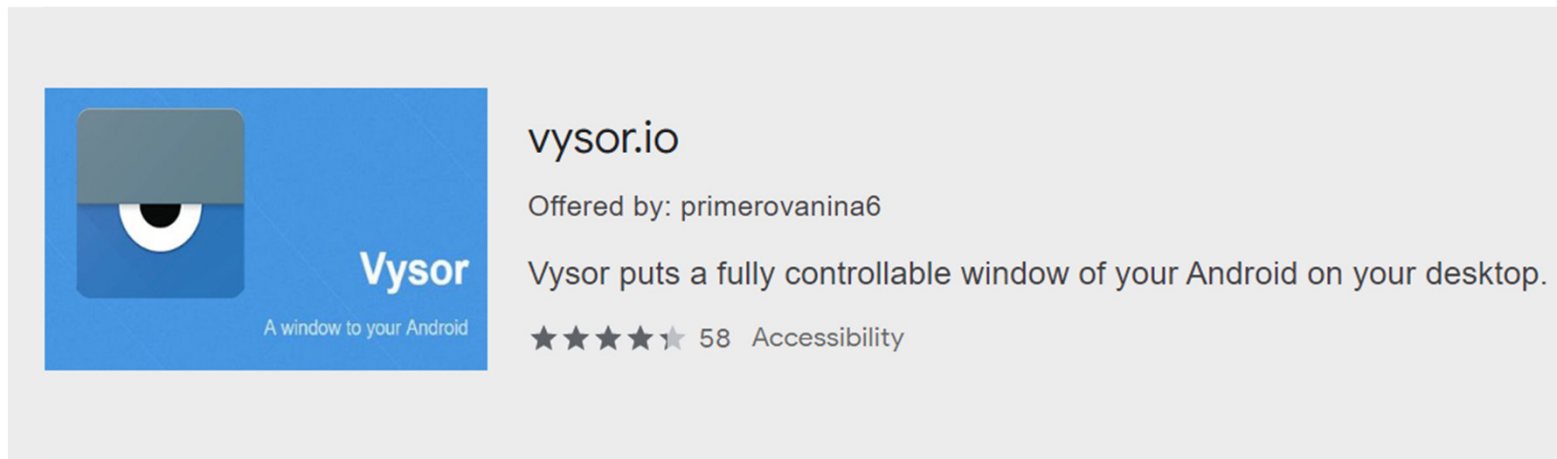 Vysor
A window to your Android
vysor.io
Offered by: primerovanina6
Vysor puts a fully controllable window of your Android on your desktop.
58 Accessibility